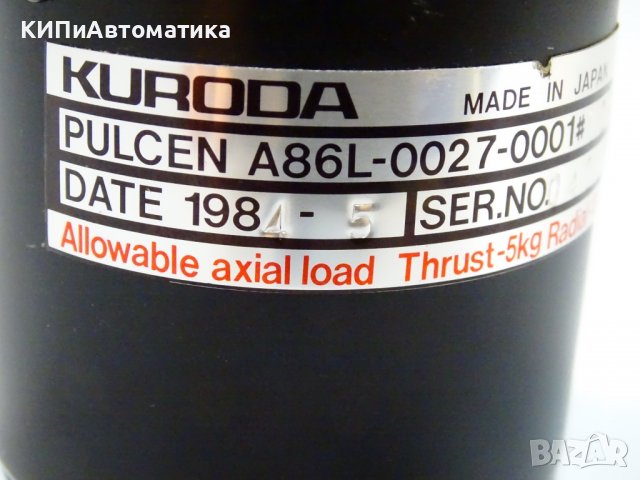 КИПиАвтоматика
KURODA MADE IN JAPAN
PULCEN A86L-0027-0001#
DATE 1984-5 SER.NO.
Allowable axial load Thrust-5kg Radial
BAZAR